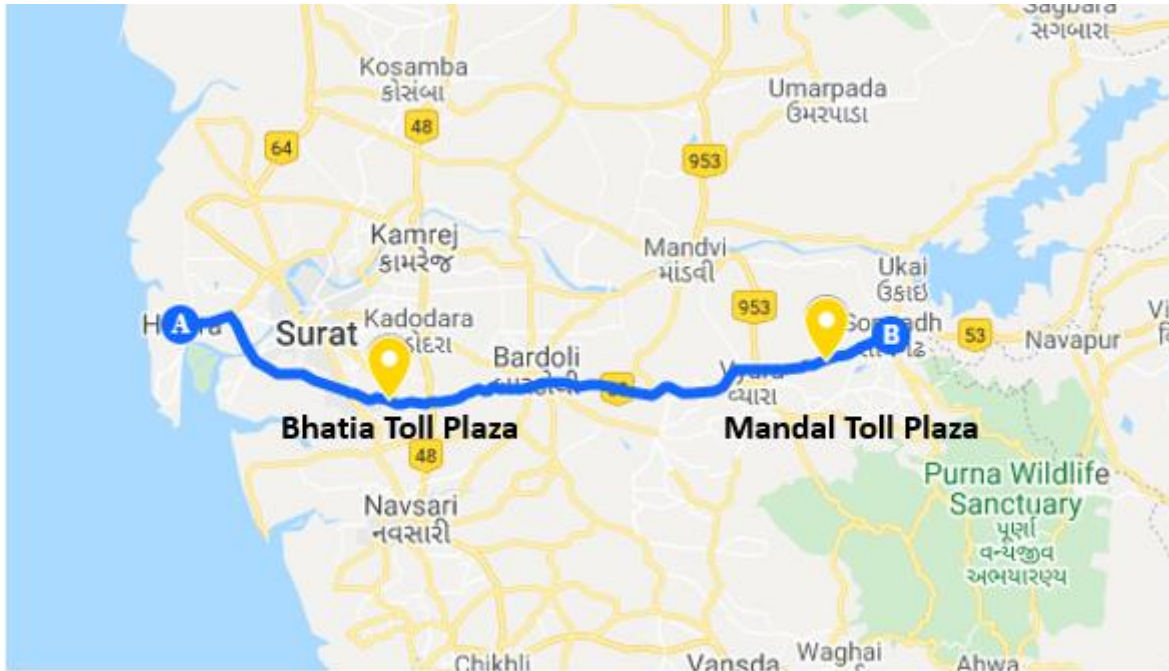 Sagbara
સગબારા
Kosamba
કોસંબા
Umarpada
ઉમરપાડા
48
64
953
Kamrej
કામરેજ
Mandvi
માંડવી
Ukai
ઉકાઇ
953
A
Surat
Kadodara
B
53
Navapur
Bardoli
Vyara
વ્યારા
Bhatia Toll Plaza
Mandal Toll Plaza
48
Navsari
નવસારી
Purna Wildlife
Sanctuary
પૂર્ણા
વન્યજીવ
અભયારણ્ય
Chikhli
Vansda
Waghai
Ahwa